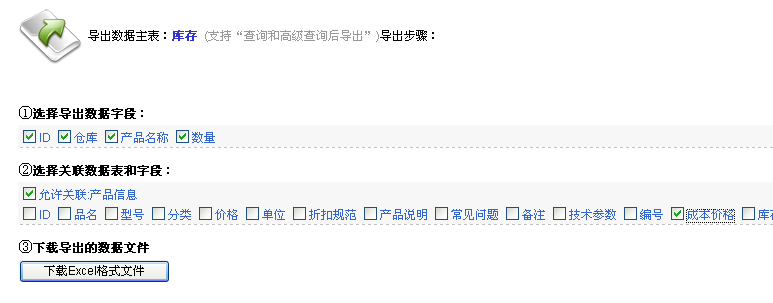 导出数据主表：库存 (支持“查询和高级查询后导出”)导出步骤：
①选择导出数据字段：
ID 仓库 产品名称 数量
②选择关联数据表和字段：
允许关联:产品信息
ID 品名 型号 分类 价格 单位 折扣规范 产品说明 常见问题 备注 技术参数 编号 成本价格 库
③下载导出的数据文件
下载Excel格式文件